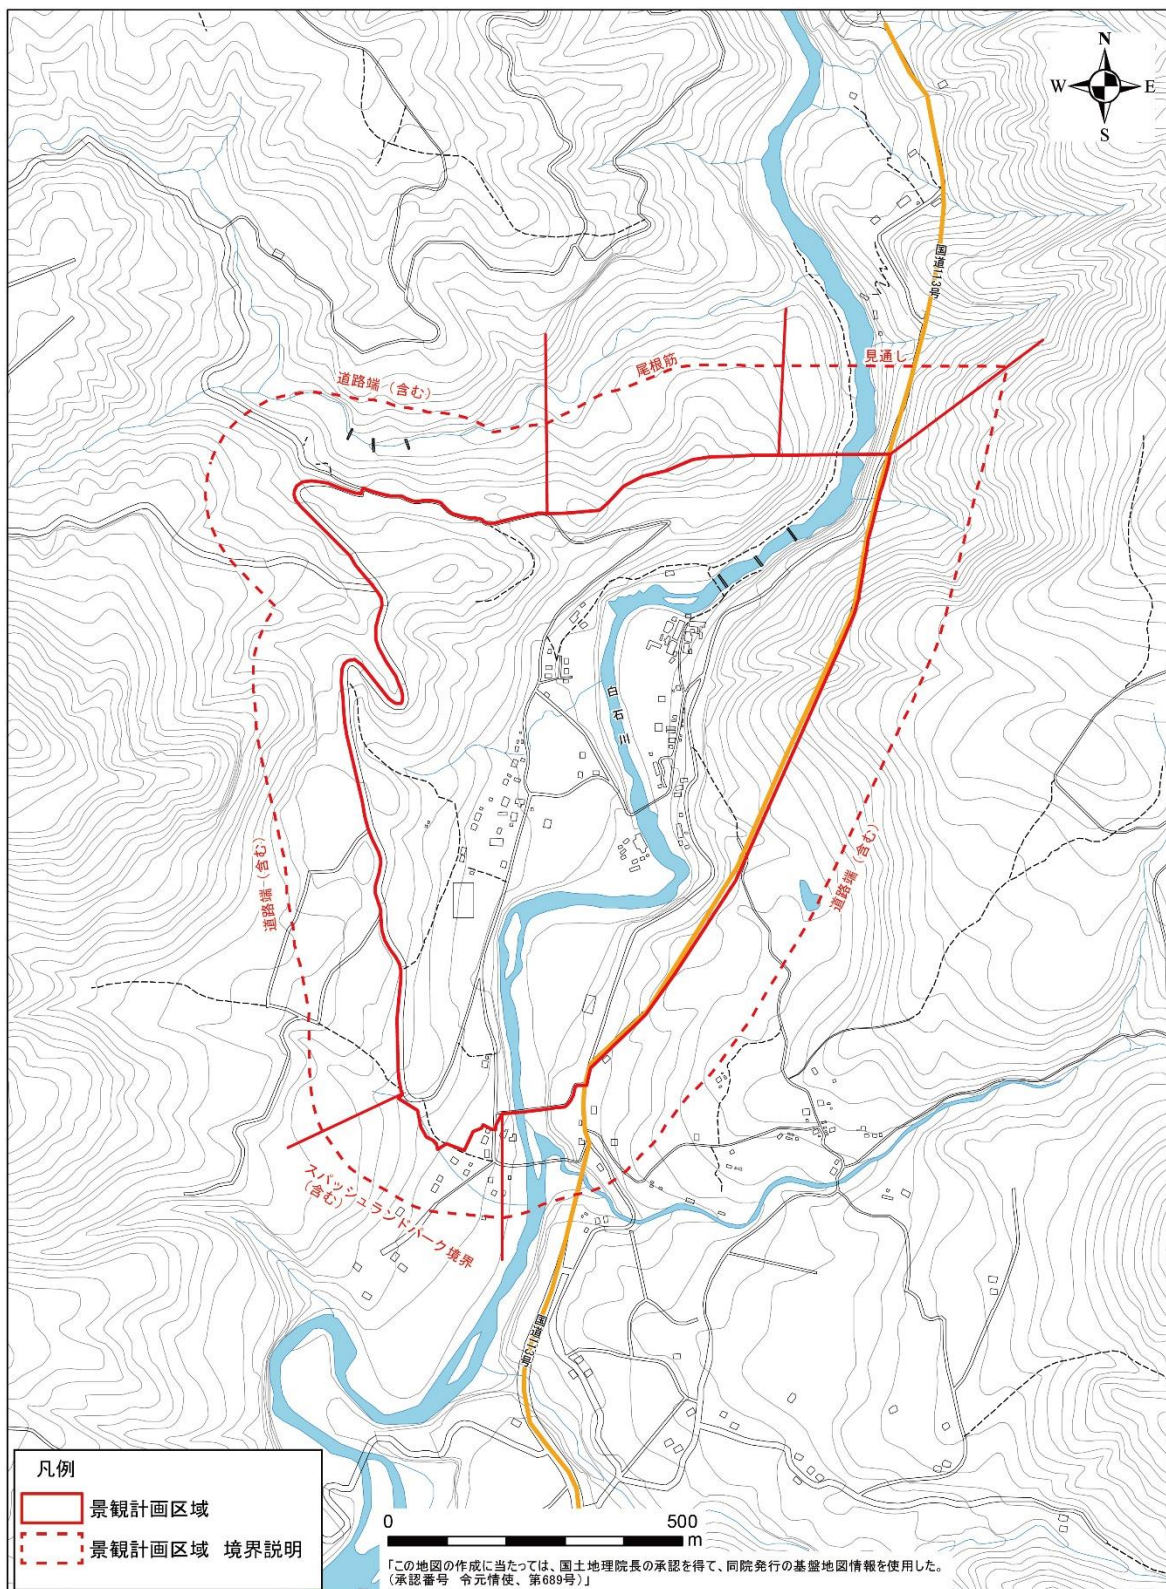 N
W E
S
国道113号
見通し
尾根筋
道路端（含む）
白石川
道路端（含む）
道路端（含む）
スパッシュランドパーク境界
（含む）
国道113号
凡例
景観計画区域
景観計画区域 境界説明
0 500
m
「この地図の作成に当たっては、国土地理院長の承認を得て、同院発行の基盤地図情報を使用した。
（承認番号 令元情使、第689号）」